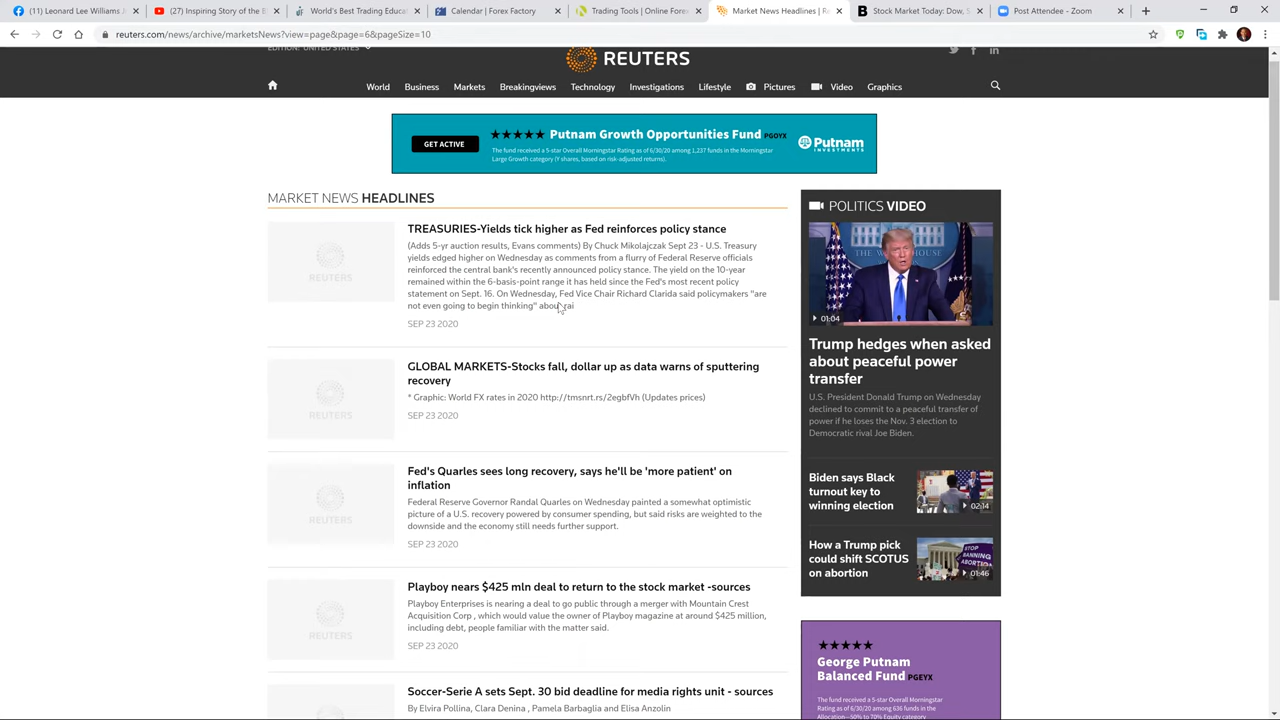 (1) Leonard Lee Williams
(27) Inspiring Story of the B
World's Best Trading Educat
Calendar | Forex Factory
Trading Tools | Online Forex
Market News Headlines | Re
Stock Market Today: Dow, S
Post Attendee - Zoom
reuters.com/news/archive/marketsNews?view=page&page=6&pageSize=10
EDITION: UNITED STATES
REUTERS
World
Business
Markets
Breakingviews
Technology
Investigations
Lifestyle
Pictures
Video
Graphics
GET ACTIVE
★★★★★ Putnam Growth Opportunities Fund PGOYX
The fund received a 5-star Overall Morningstar Rating as of 6/30/20 among 1,237 funds in the Morningstar
Large Growth category (Y shares, based on risk-adjusted returns).
Putnam
INVESTMENTS
MARKET NEWS HEADLINES
REUTERS
TREASURIES-Yields tick higher as Fed reinforces policy stance
(Adds 5-yr auction results, Evans comments) By Chuck Mikolajczak Sept 23 - U.S. Treasury
yields edged higher on Wednesday as comments from a flurry of Federal Reserve officials
reinforced the central bank's recently announced policy stance. The yield on the 10-year
remained within the 6-basis-point range it has held since the Fed's most recent policy
statement on Sept. 16. On Wednesday, Fed Vice Chair Richard Clarida said policymakers "are
not even going to begin thinking" about rai
SEP 23 2020
REUTERS
GLOBAL MARKETS-Stocks fall, dollar up as data warns of sputtering
recovery
* Graphic: World FX rates in 2020 http://tmsnrt.rs/2egbfVh (Updates prices)
SEP 23 2020
REUTERS
Fed's Quarles sees long recovery, says he'll be 'more patient' on
inflation
Federal Reserve Governor Randal Quarles on Wednesday painted a somewhat optimistic
picture of a U.S. recovery powered by consumer spending, but said risks are weighted to the
downside and the economy still needs further support.
SEP 23 2020
REUTERS
Playboy nears $425 mln deal to return to the stock market -sources
Playboy Enterprises is nearing a deal to go public through a merger with Mountain Crest
Acquisition Corp , which would value the owner of Playboy magazine at around $425 million,
including debt, people familiar with the matter said.
SEP 23 2020
Soccer-Serie A sets Sept. 30 bid deadline for media rights unit - sources
By Elvira Pollina, Clara Denina , Pamela Barbaglia and Elisa Anzolin
POLITICS VIDEO
01:04
Trump hedges when asked
about peaceful power
transfer
U.S. President Donald Trump on Wednesday
declined to commit to a peaceful transfer of
power if he loses the Nov. 3 election to
Democratic rival Joe Biden.
Biden says Black
turnout key to
winning election
02:14
How a Trump pick
could shift SCOTUS
on abortion
STOP
BANNING
ABORTION
01:46
★★★★★
George Putnam
Balanced Fund PGEYX
The fund received a 5-star Overall Morningstar
Rating as of 6/30/20 among 636 funds in the
Allocation—50% to 70% Equity category